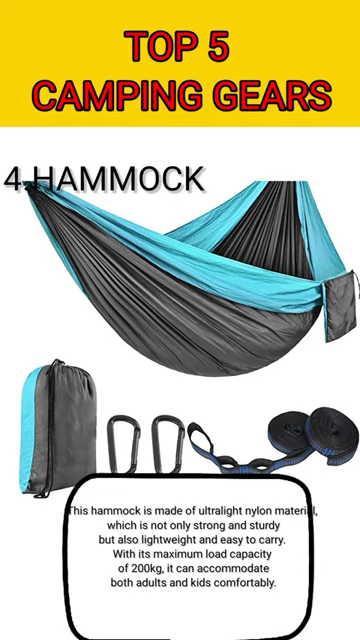 TOP 5
CAMPING GEARS
4.HAMMOCK
This hammock is made of ultralight nylon material,
which is not only strong and sturdy
but also lightweight and easy to carry.
With its maximum load capacity
of 200kg, it can accommodate
both adults and kids comfortably.